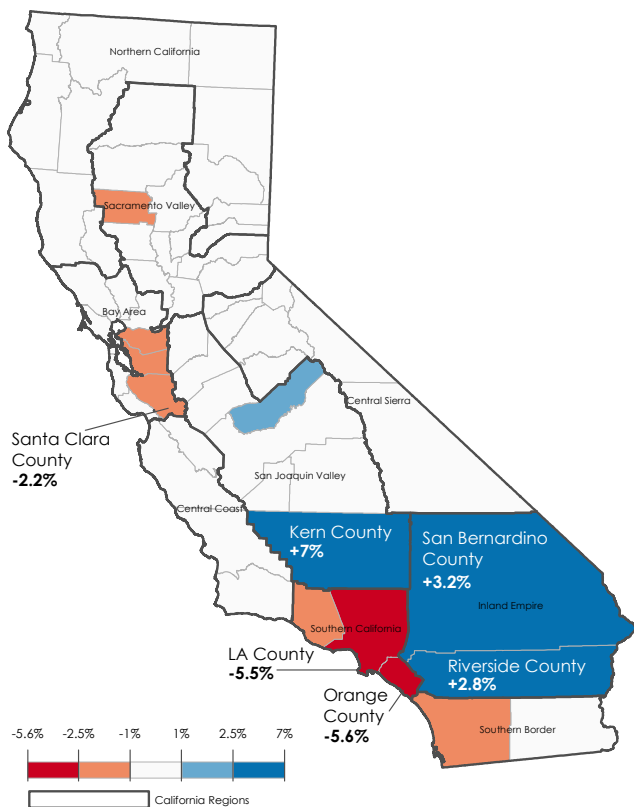 Northern California
Sacramento Valley
Bay Area
Central Sierra
Santa Clara
County
-2.2%
San Joaquin Valley
Central Coast
Kern County
+7%
San Bernardino
County
+3.2%
Inland Empire
Southern California
LA County
-5.5%
Riverside County
+2.8%
Orange
County
-5.6%
Southern Border
-5.6% -2.5% -1% 1% 2.5% 7%
California Regions